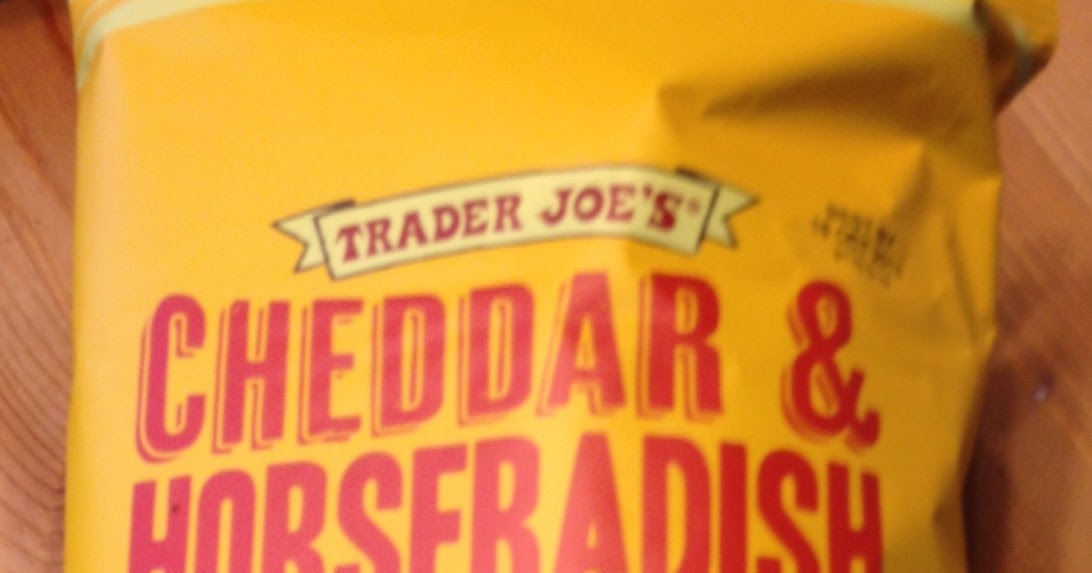 TRADER JOE'S®
CHEDDAR &
HORSERADISH